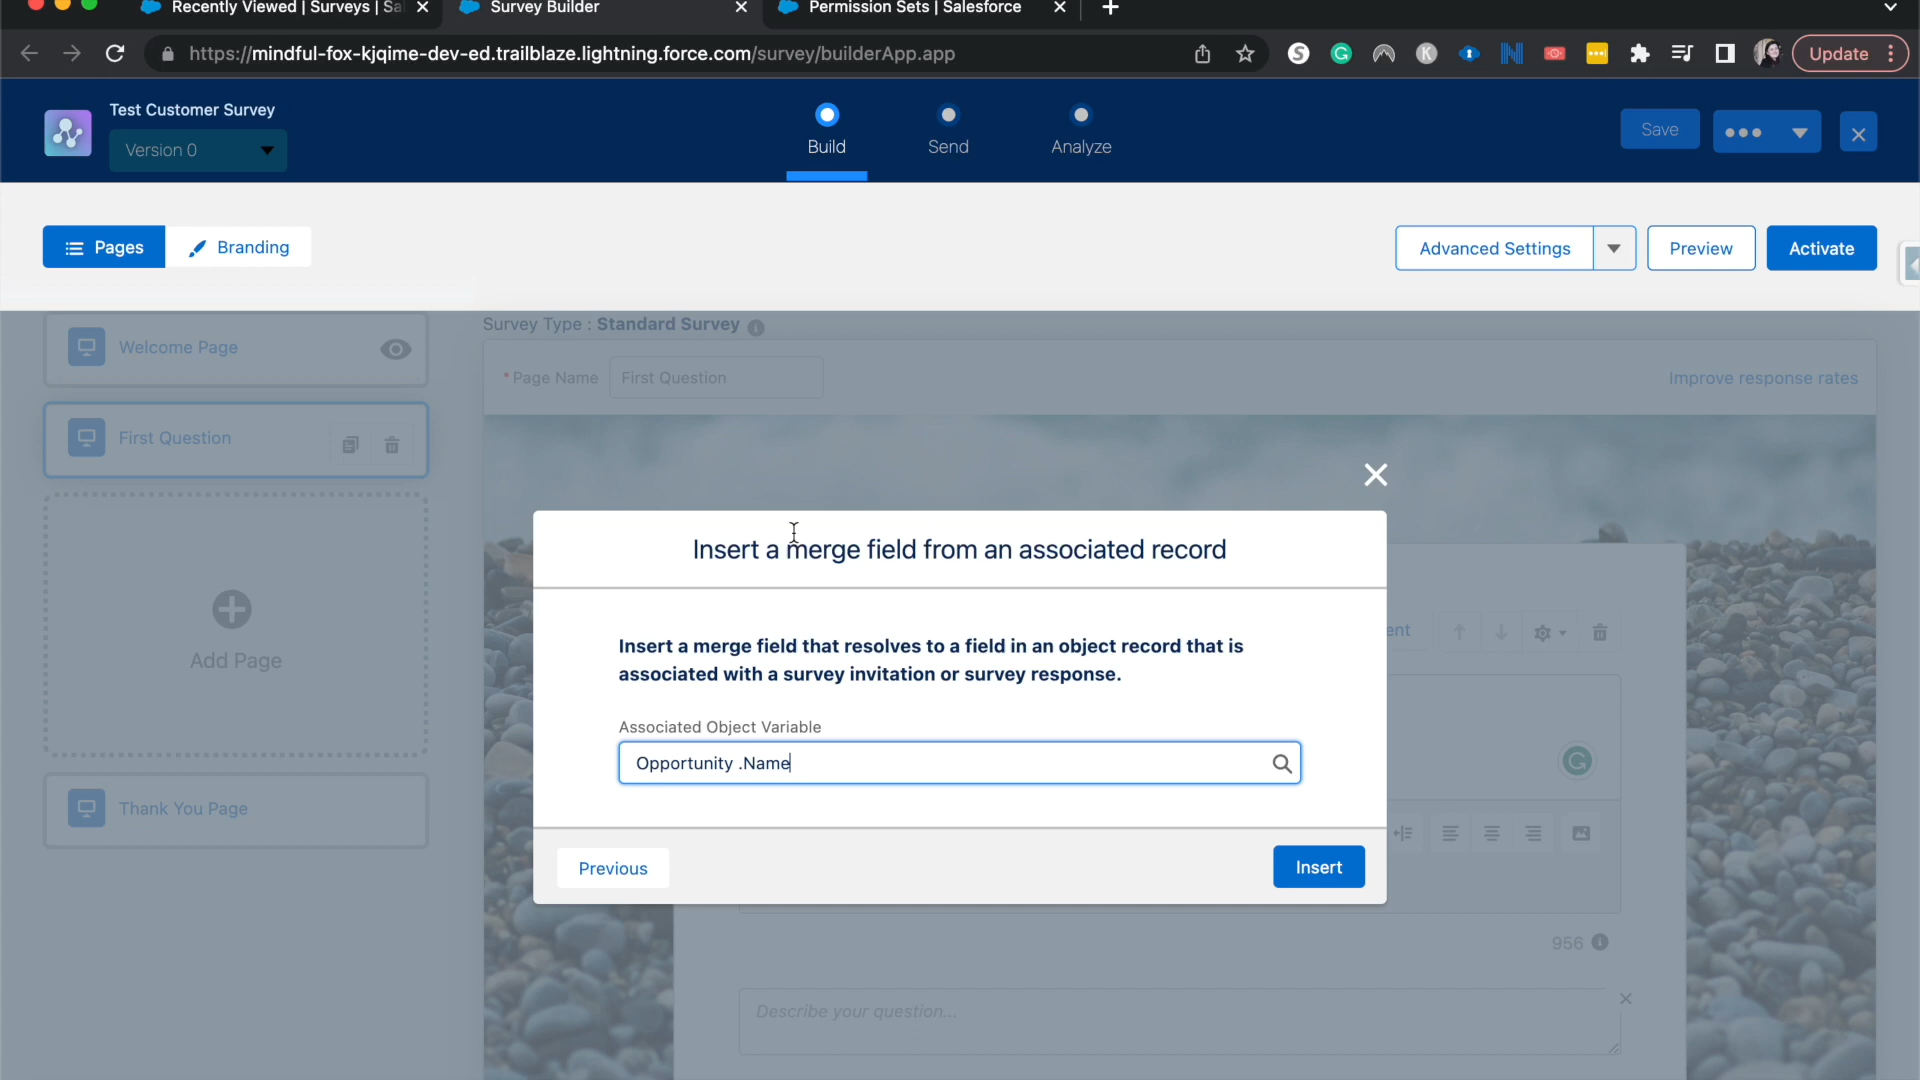 Recently Viewed | Surveys | Sa
Survey Builder
Permission Sets | Salesforce
https://mindful-fox-kjqime-dev-ed.trailblaze.lightning.force.com/survey/builderApp.app
Update
Test Customer Survey
Version 0
Build
Send
Analyze
Save
Pages
Branding
Advanced Settings
Preview
Activate
Survey Type : Standard Survey
Welcome Page
* Page Name
First Question
Improve response rates
First Question
Insert a merge field from an associated record
Add Page
Insert a merge field that resolves to a field in an object record that is
associated with a survey invitation or survey response.
Associated Object Variable
Opportunity .Name
Thank You Page
Previous
Insert
956
Describe your question...